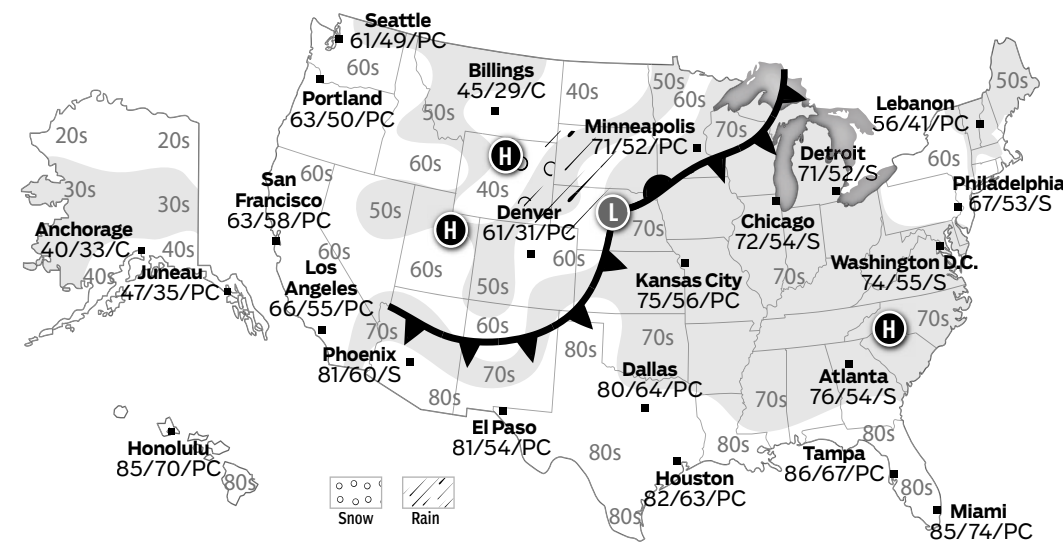 Seattle
61/49/PC
60s
Portland
63/50/PC
Billings
45/29/C
50s
40s
50s
60s
Minneapolis
71/52/PC
70s
Lebanon
56/41/PC
50s
60s
Detroit
71/52/S
Philadelphia
67/53/S
20s
20s
30s
30s
Anchorage
40/33/C
40s
40s
Juneau
47/35/PC
San
Francisco
63/58/PC
60s
60s
50s
60s
H
40s
H
Denver
61/31/PC
L
60s
50s
60s
70s
Chicago
72/54/S
Washington D.C.
74/55/S
Kansas City
75/56/PC
70s
Los
Angeles
66/55/PC
70s
Phoenix
81/60/S
70s
80s
80s
70s
H
70s
Dallas
80/64/PC
Atlanta
76/54/S
70s
El Paso
81/54/PC
80s
80s
80s
Houston
82/63/PC
80s
Tampa
86/67/PC
80s
Miami
85/74/PC
Honolulu
85/70/PC
80s
Snow
Rain